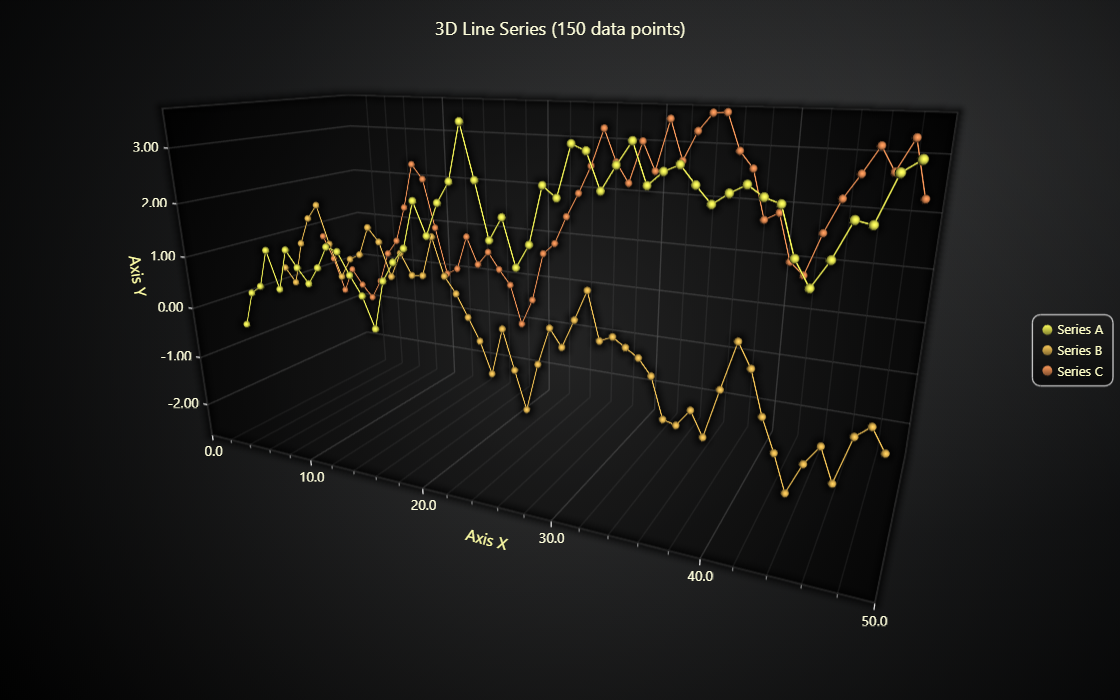 3D Line Series (150 data points)
3.00
2.00
1.00
0.00
-1.00
-2.00
Axis Y
0.0
10.0
20.0
30.0
40.0
50.0
Axis X
Series A
Series B
Series C